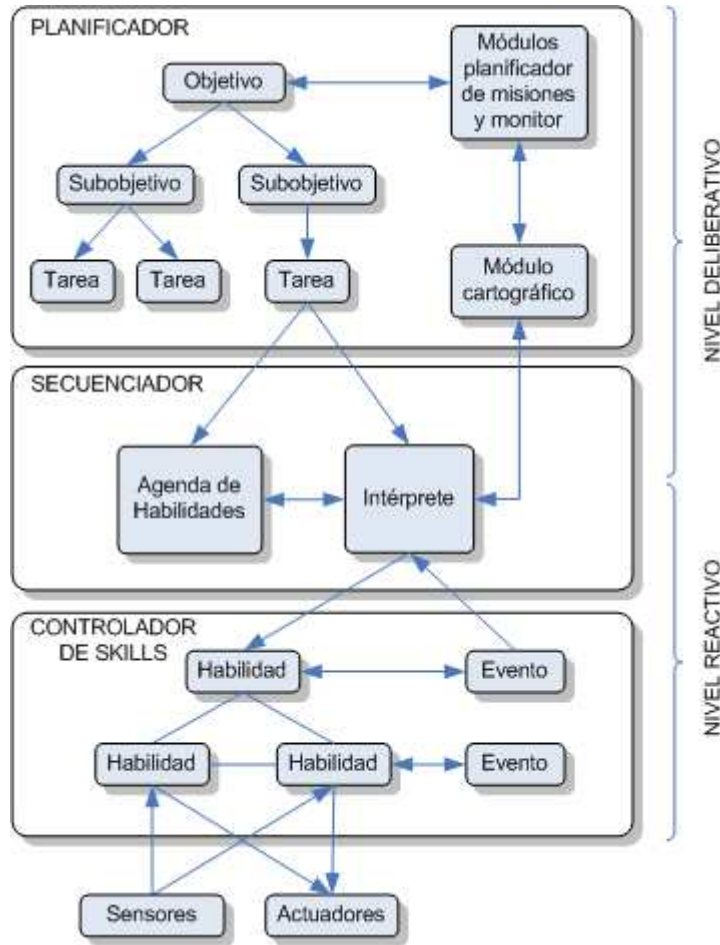 PLANIFICADOR
Objetivo
Módulos
planificador
de misiones
y monitor
Subobjetivo
Subobjetivo
Tarea
Tarea
Tarea
Módulo
cartográfico
NIVEL DELIBERATIVO
SECUENCIADOR
Agenda de
Habilidades
Intérprete
CONTROLADOR
DE SKILLS
Habilidad
Evento
Habilidad
Habilidad
Evento
NIVEL REACTIVO
Sensores
Actuadores